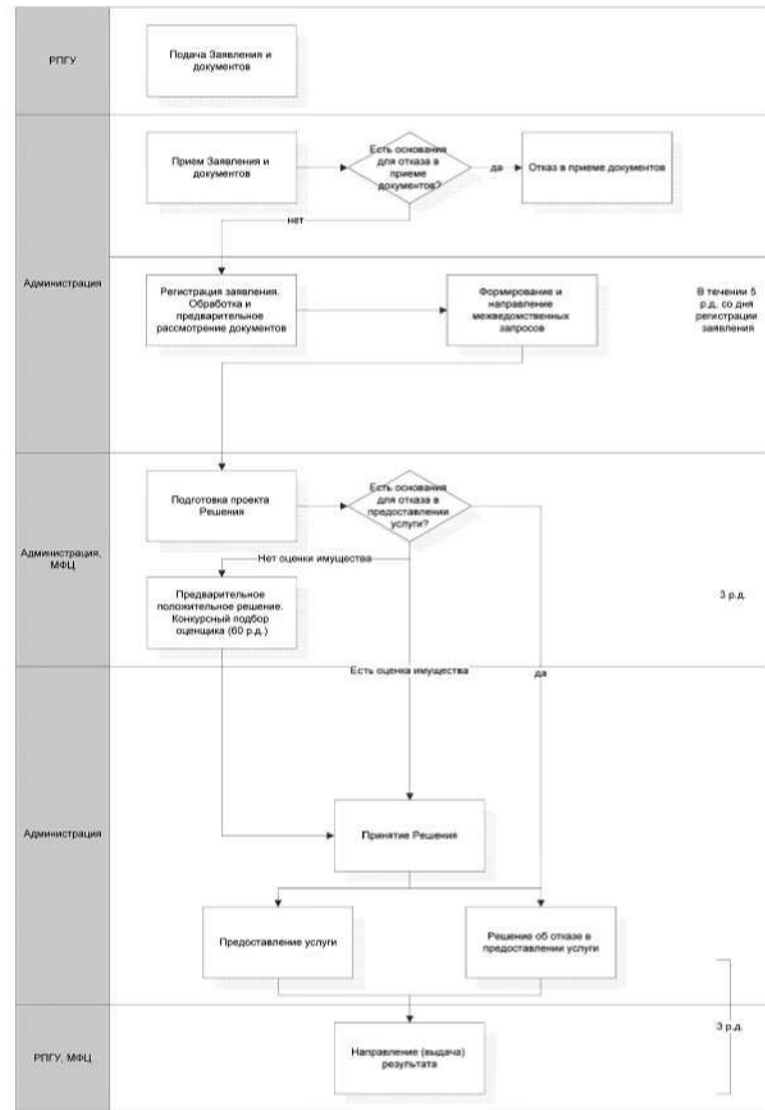 РПГУ
Подача Заявления и
документов
Прием Заявления и
документов
Есть основания
для отказа в
приеме
документов?
да
Отказ в приеме документов
нет
Администрация
Регистрация заявления.
Обработка и
предварительное
рассмотрение документов
Формирование и
направление
межведомственных
запросов
В течении 5
р.д. со дня
регистрации
заявления
Администрация,
МФЦ
Подготовка проекта
Решения
Есть основания
для отказа в
предоставлении
услуги?
Нет оценки имущества
Предварительное
положительное решение.
Конкурсный подбор
оценщика (60 р.д.)
3 р.д.
Есть оценка имущества
да
Администрация
Принятие Решения
Предоставление услуги
Решение об отказе в
предоставлении услуги
3 р.д.
РПГУ, МФЦ
Направление (выдача)
результата